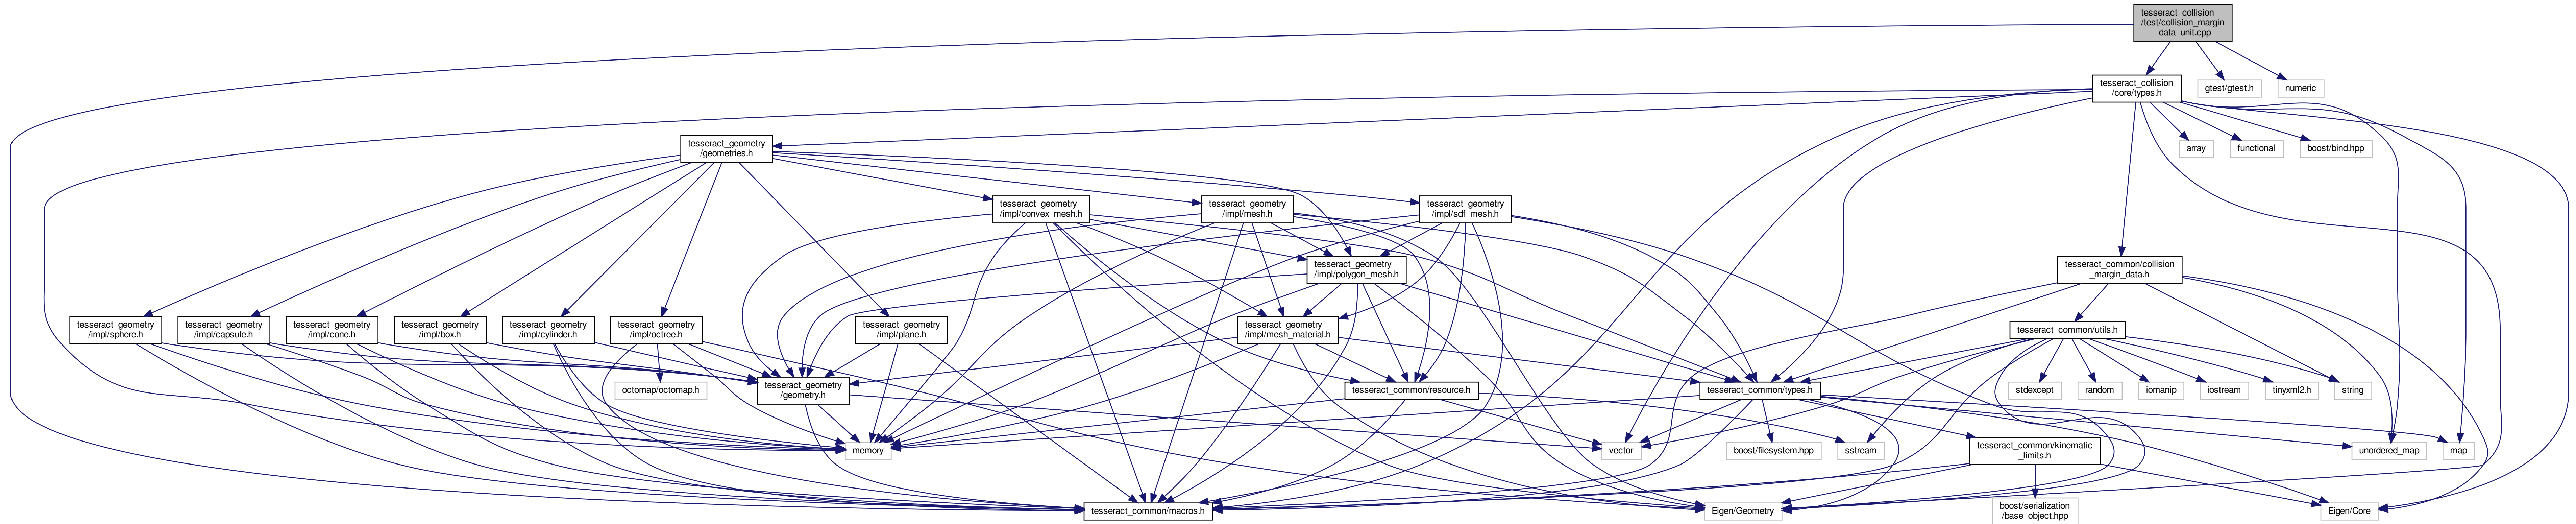 tesseract_collision
/test/collision_margin
_data_unit.cpp
tesseract_collision
/core/types.h
gtest/gtest.h
numeric
tesseract_geometry
/geometries.h
array
functional
boost/bind.hpp
tesseract_geometry
/impl/convex_mesh.h
tesseract_geometry
/impl/mesh.h
tesseract_geometry
/impl/sdf_mesh.h
tesseract_geometry
/impl/polygon_mesh.h
tesseract_common/collision
_margin_data.h
tesseract_geometry
/impl/sphere.h
tesseract_geometry
/impl/capsule.h
tesseract_geometry
/impl/cone.h
tesseract_geometry
/impl/box.h
tesseract_geometry
/impl/cylinder.h
tesseract_geometry
/impl/octree.h
tesseract_geometry
/impl/plane.h
tesseract_geometry
/impl/mesh_material.h
tesseract_common/utils.h
octomap/octomap.h
tesseract_geometry
/geometry.h
tesseract_common/resource.h
tesseract_common/types.h
stdexcept
random
iomanip
iostream
tinyxml2.h
string
memory
vector
boost/filesystem.hpp
sstream
tesseract_common/kinematic
_limits.h
unordered_map
map
tesseract_common/macros.h
Eigen/Geometry
boost/serialization
/base_object.hpp
Eigen/Core